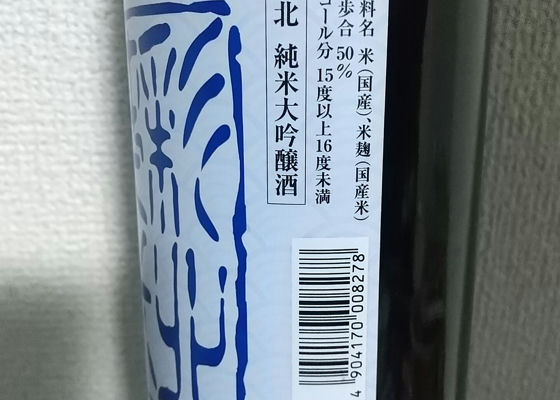 料名 米(国産)、米麹(国産米)
歩合 50%
コール分 15度以上16度未満
北 純米大吟醸酒
4 904170 008278